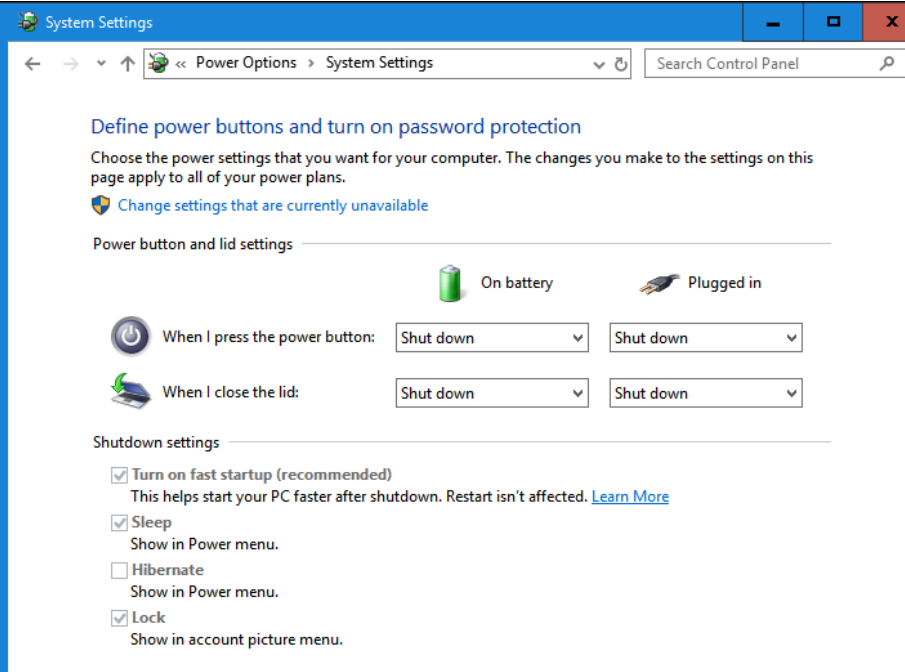 System Settings
« Power Options › System Settings
Search Control Panel
Define power buttons and turn on password protection
Choose the power settings that you want for your computer. The changes you make to the settings on this
page apply to all of your power plans.
Change settings that are currently unavailable
Power button and lid settings
On battery Plugged in
When I press the power button: Shut down Shut down
When I close the lid: Shut down Shut down
Shutdown settings
Turn on fast startup (recommended)
This helps start your PC faster after shutdown. Restart isn't affected. Learn More
Sleep
Show in Power menu.
Hibernate
Show in Power menu.
Lock
Show in account picture menu.